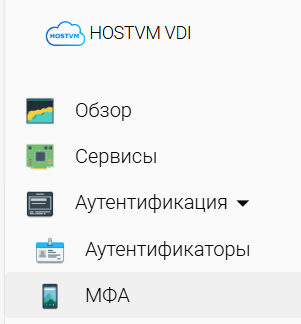 HOSTVM HOSTVM VDI
Обзор
Сервисы
Аутентификация
Аутентификаторы
МФА